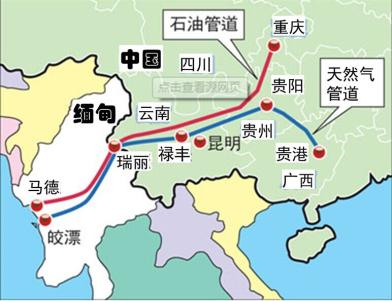 石油管道
重庆
中国
四川
天然气
管道
点击查看源网页
贵阳
缅甸
云南
贵州
瑞丽
禄丰
昆明
贵港
广西
马德
皎漂